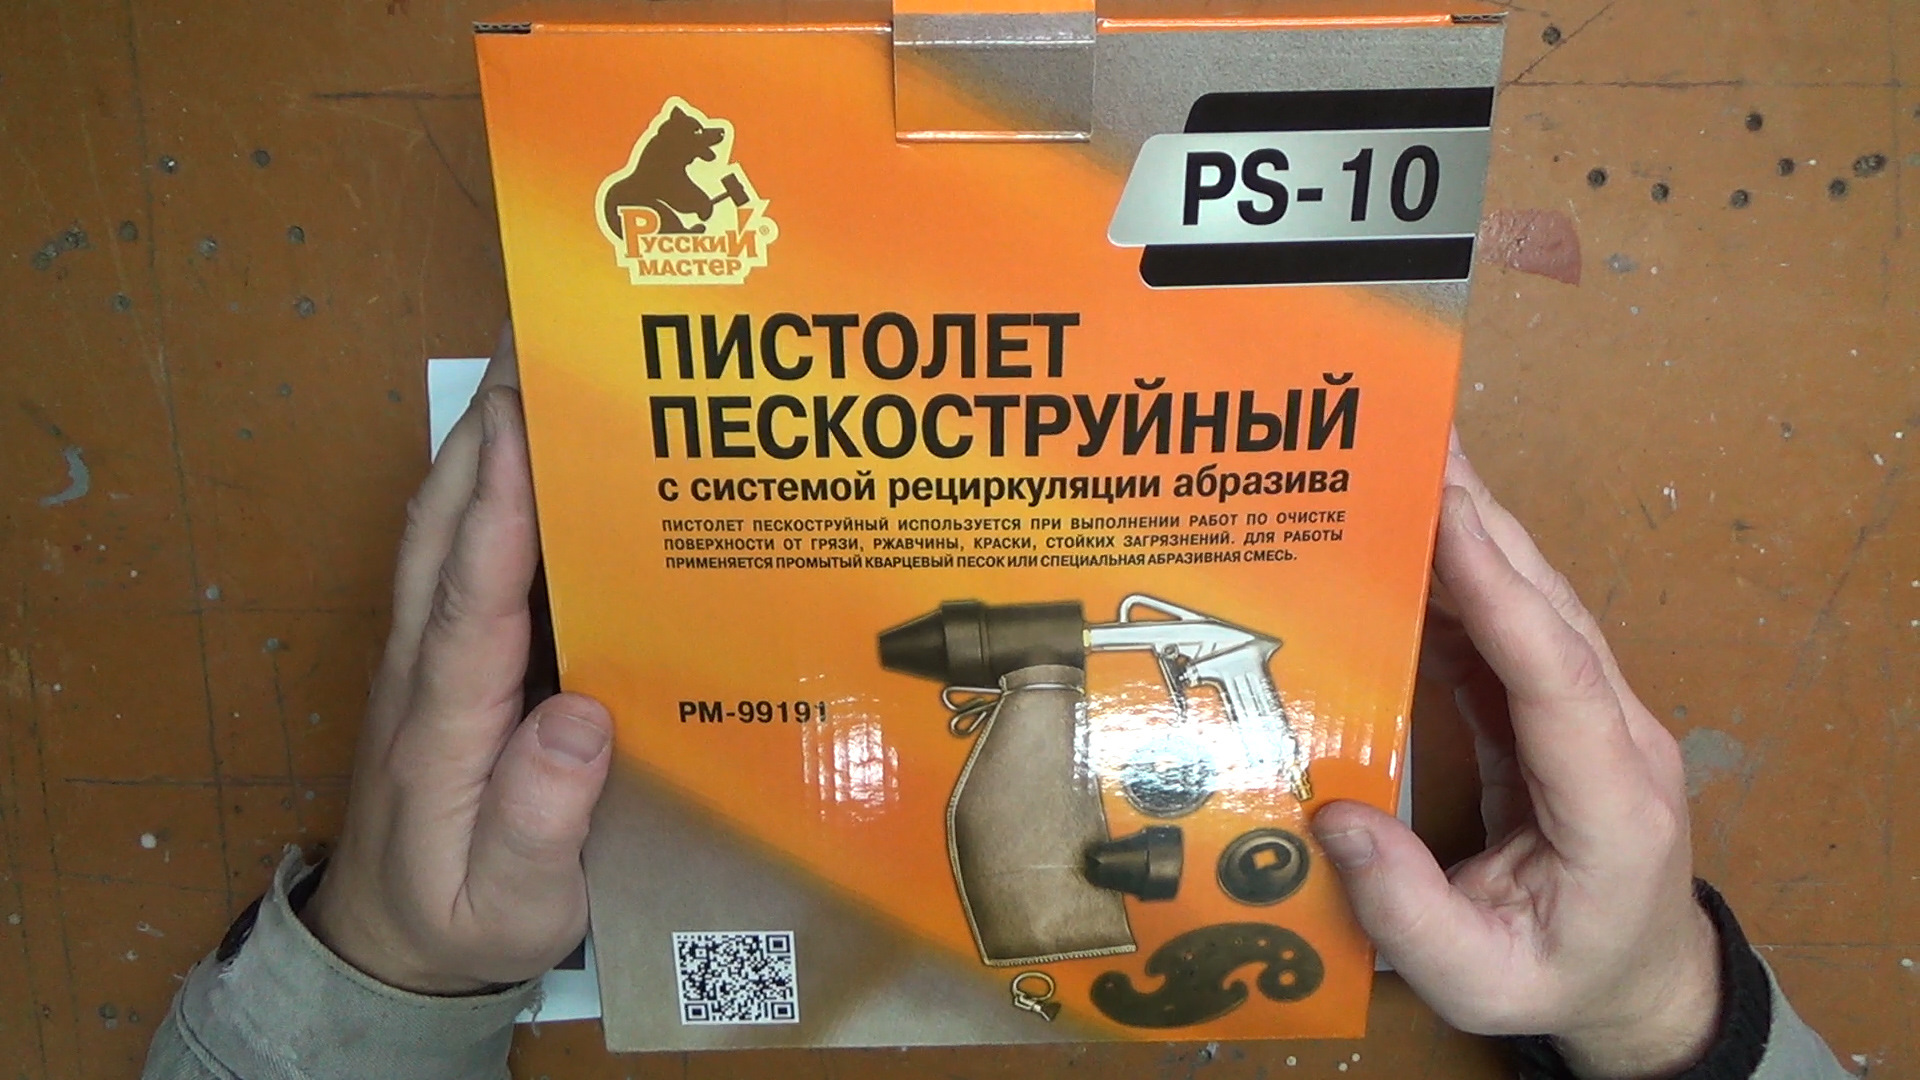 РУССКИЙ®
МАСТЕР
PS-10
ПИСТОЛЕТ
ПЕСКОСТРУЙНЫЙ
с системой рециркуляции абразива
ПИСТОЛЕТ ПЕСКОСТРУЙНЫЙ ИСПОЛЬЗУЕТСЯ ПРИ ВЫПОЛНЕНИИ РАБОТ ПО ОЧИСТКЕ
ПОВЕРХНОСТИ ОТ ГРЯЗИ, РЖАВЧИНЫ, КРАСКИ, СТОЙКИХ ЗАГРЯЗНЕНИЙ. ДЛЯ РАБОТЫ
ПРИМЕНЯЕТСЯ ПРОМЫТЫЙ КВАРЦЕВЫЙ ПЕСОК ИЛИ СПЕЦИАЛЬНАЯ АБРАЗИВНАЯ СМЕСЬ.
РМ-99191